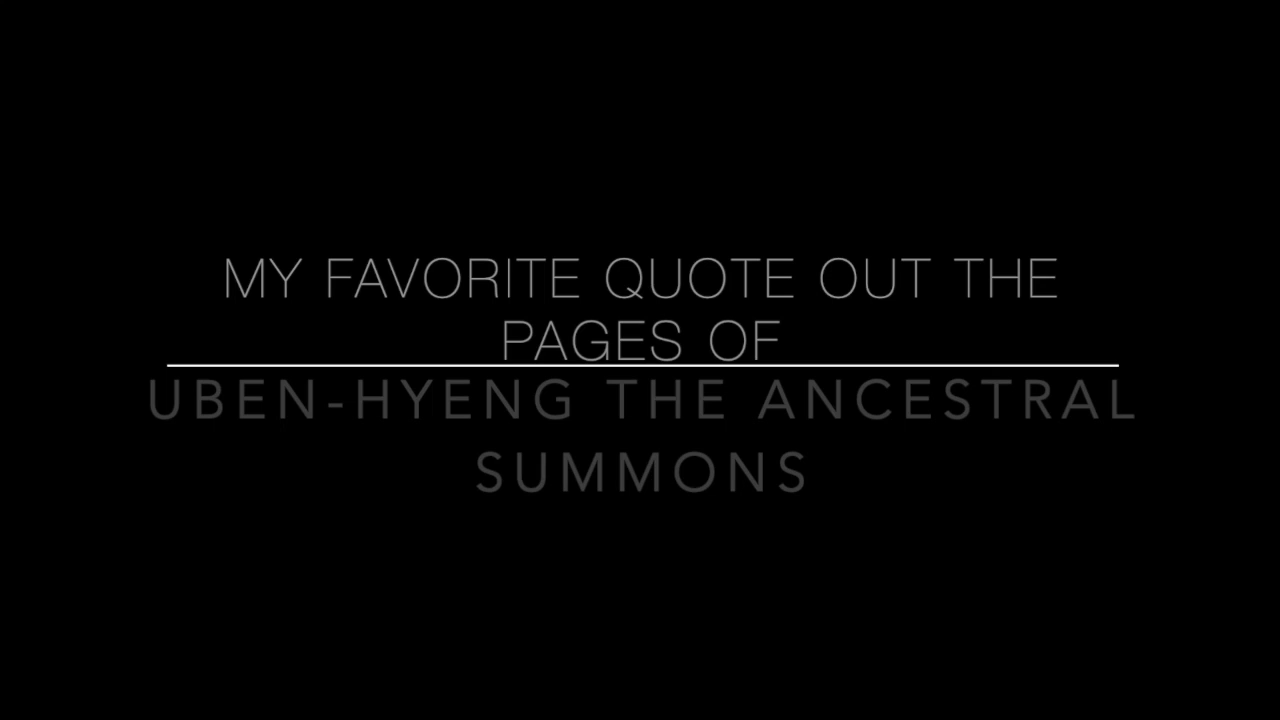 MY FAVORITE QUOTE OUT THE
PAGES OF
UBEN-HYENG THE ANCESTRAL
SUMMONS